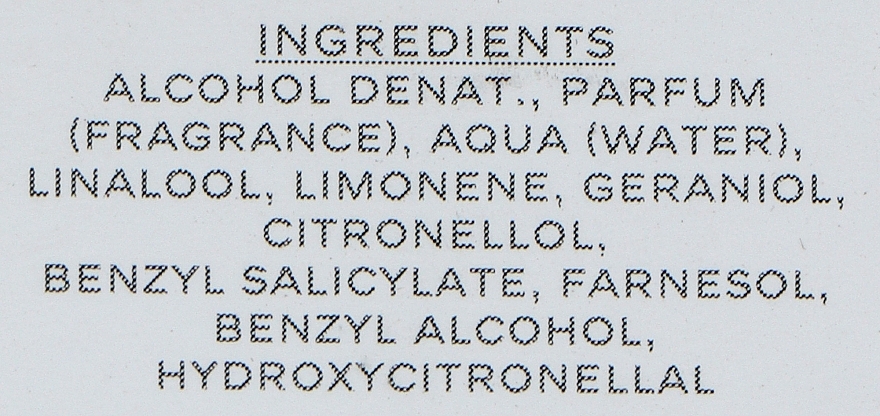 INGREDIENTS
ALCOHOL DENAT., PARFUM
(FRAGRANCE), AQUA (WATER),
LINALOOL, LIMONENE, GERANIOL,
CITRONELLOL,
BENZYL SALICYLATE, FARNESOL,
BENZYL ALCOHOL,
HYDROXYCITRONELLAL